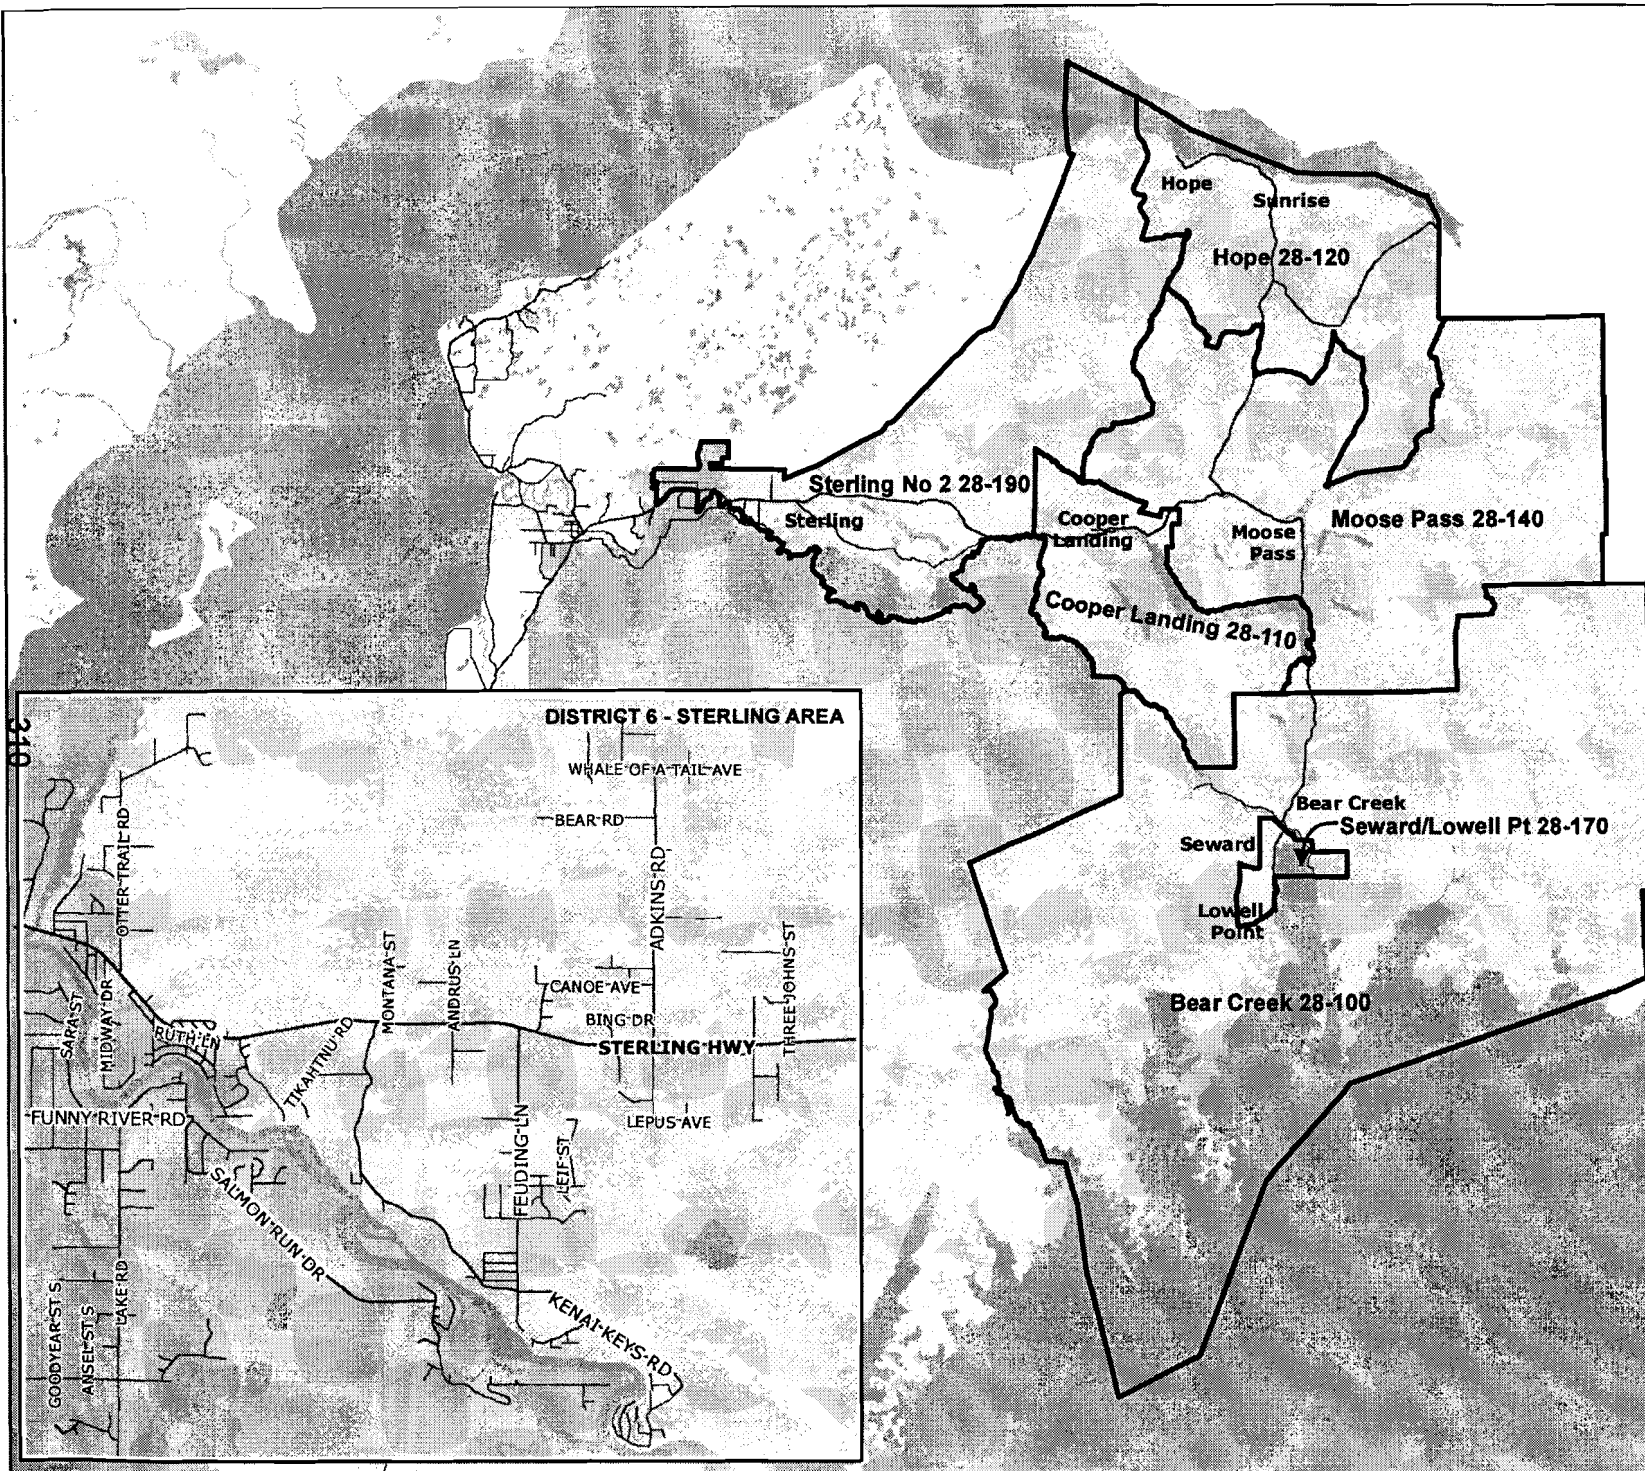 Hope
Sunrise
Hope 28-120
Sterling No 2 28-190
Sterling
Cooper
Landing
Moose
Pass
Moose Pass 28-140
Cooper Landing 28-110
Bear Creek
Seward/Lowell Pt 28-170
Seward
Lowell
Point
Bear Creek 28-100
310
DISTRICT 6 - STERLING AREA
WHALE OF A TAIL AVE
BEAR RD
OTTER TRAIL RD
ADKINS RD
MONTANA ST
ANDRUS LN
THREE JOHNS ST
CANOE AVE
BING DR
SARA ST
MIDWAY DR
RUTH LN
TIKAHTNU RD
STERLING HWY
FUNNY RIVER RD
LEPUS AVE
FEUDING LN
LEIF ST
SALMON RUN DR
LAKE RD
GOODYEAR ST S
ANSEL ST S
KENAI KEYS RD